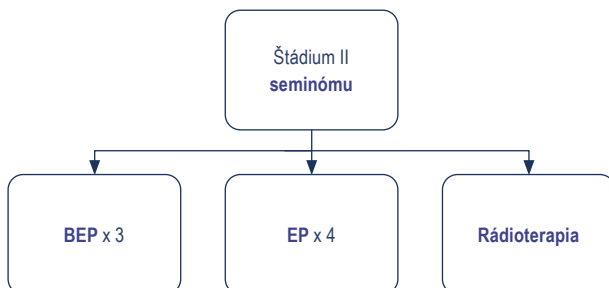 Štádium II
seminómu
BEP x 3
EP x 4
Rádioterapia